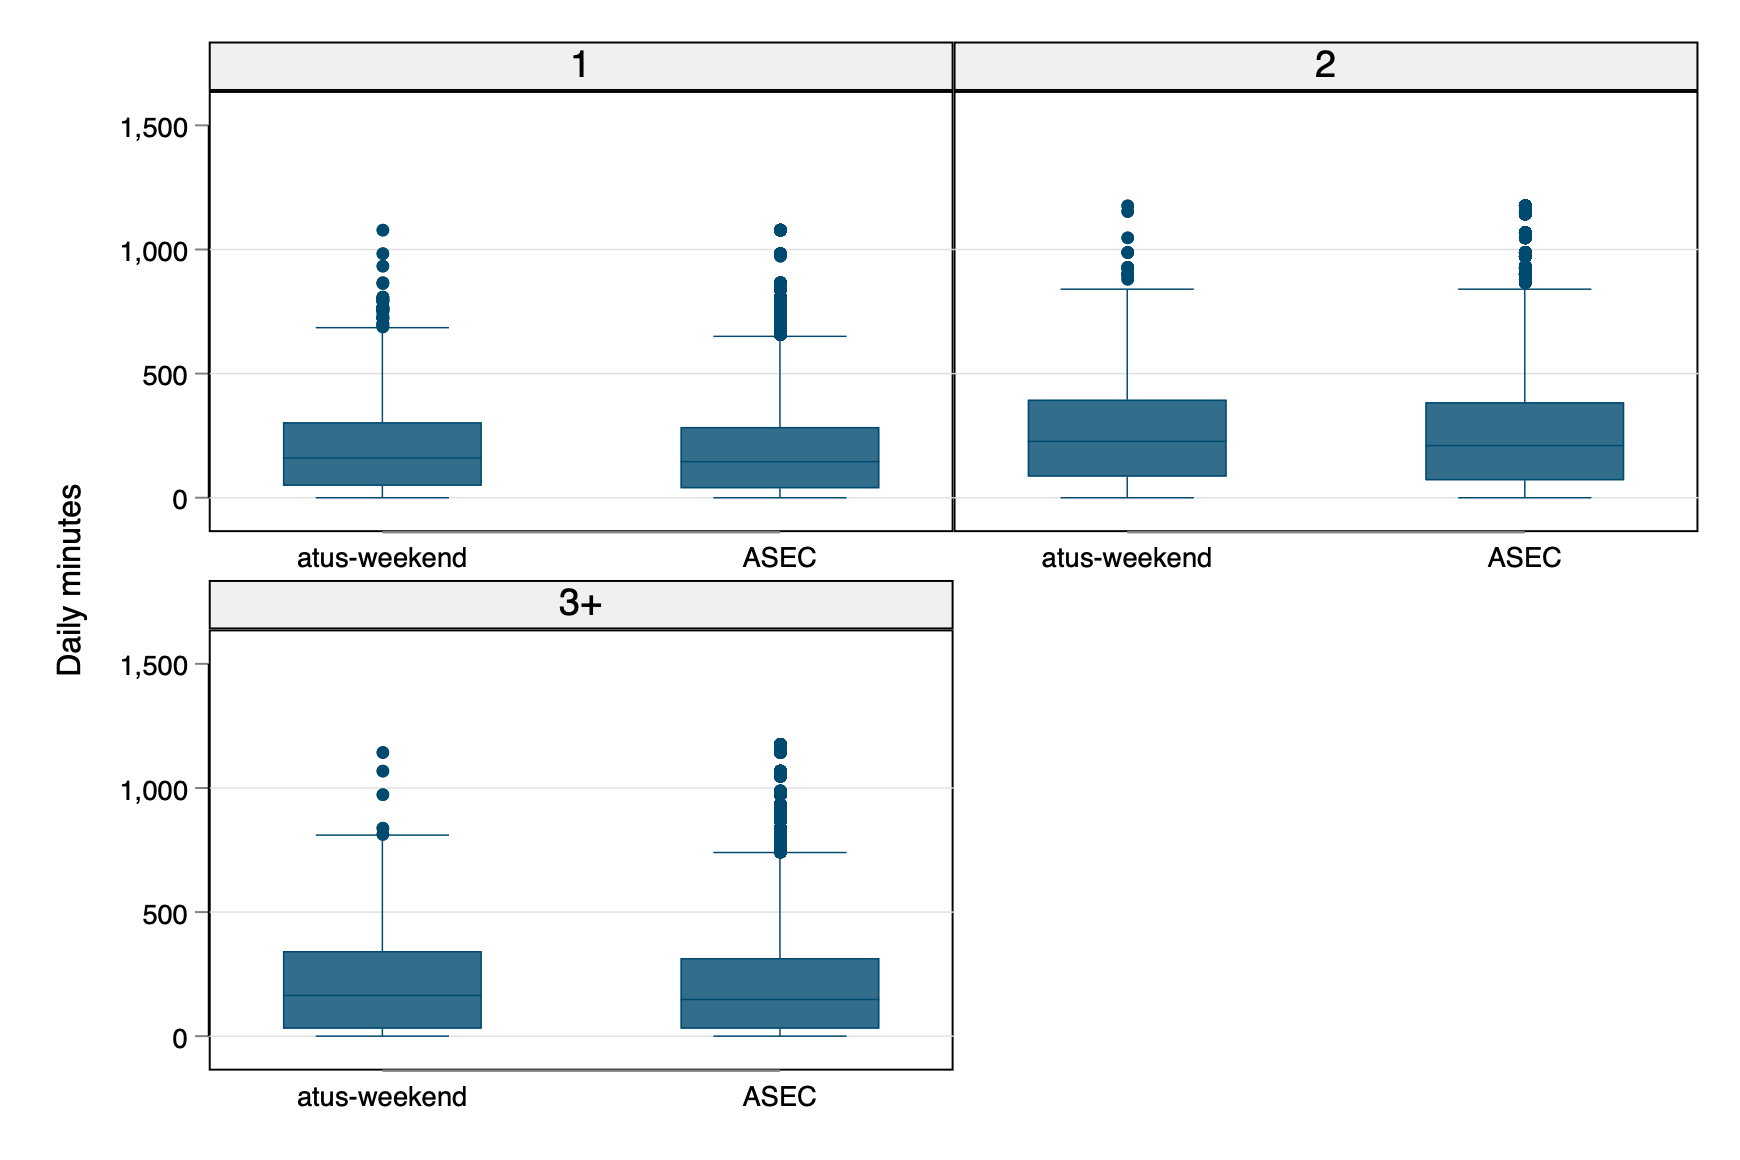 1
2
1,500
1,000
500
0
atus-weekend
ASEC
atus-weekend
ASEC
Daily minutes
3+
1,500
1,000
500
0
atus-weekend
ASEC